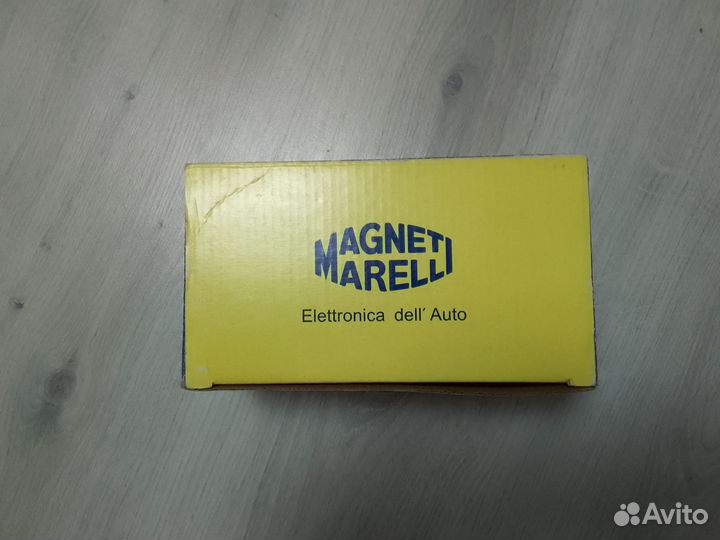 MAGNETI
MARELLI
Elettronica dell´ Auto
Avito